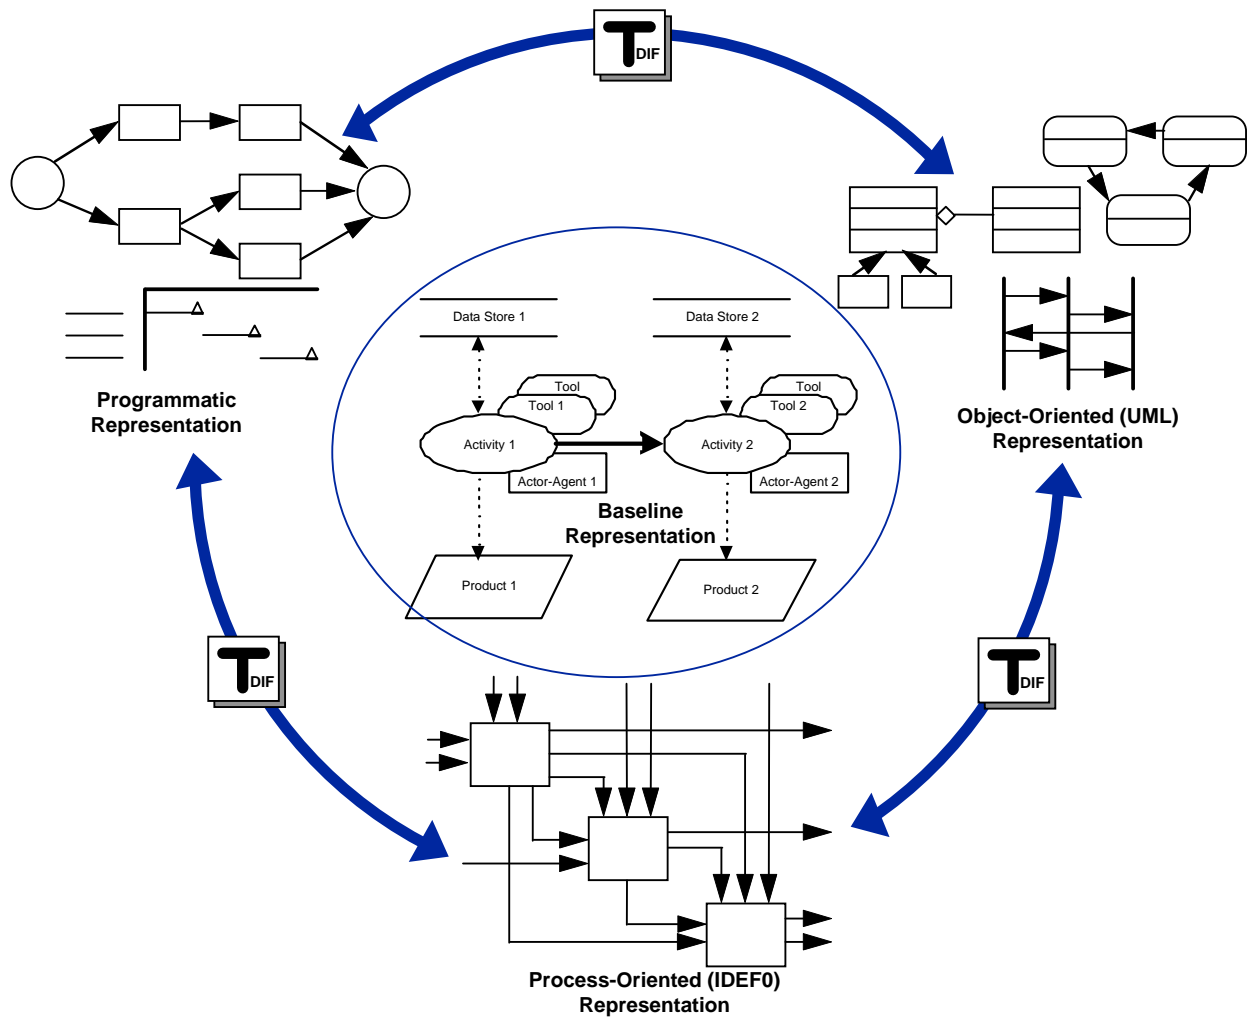 T DIF
Data Store 1
Data Store 2
Tool
Tool 1
Tool
Tool 2
Activity 1
Activity 2
Actor-Agent 1
Actor-Agent 2
Baseline
Representation
Product 1
Product 2
Programmatic
Representation
Object-Oriented (UML)
Representation
T DIF
T DIF
Process-Oriented (IDEF0)
Representation